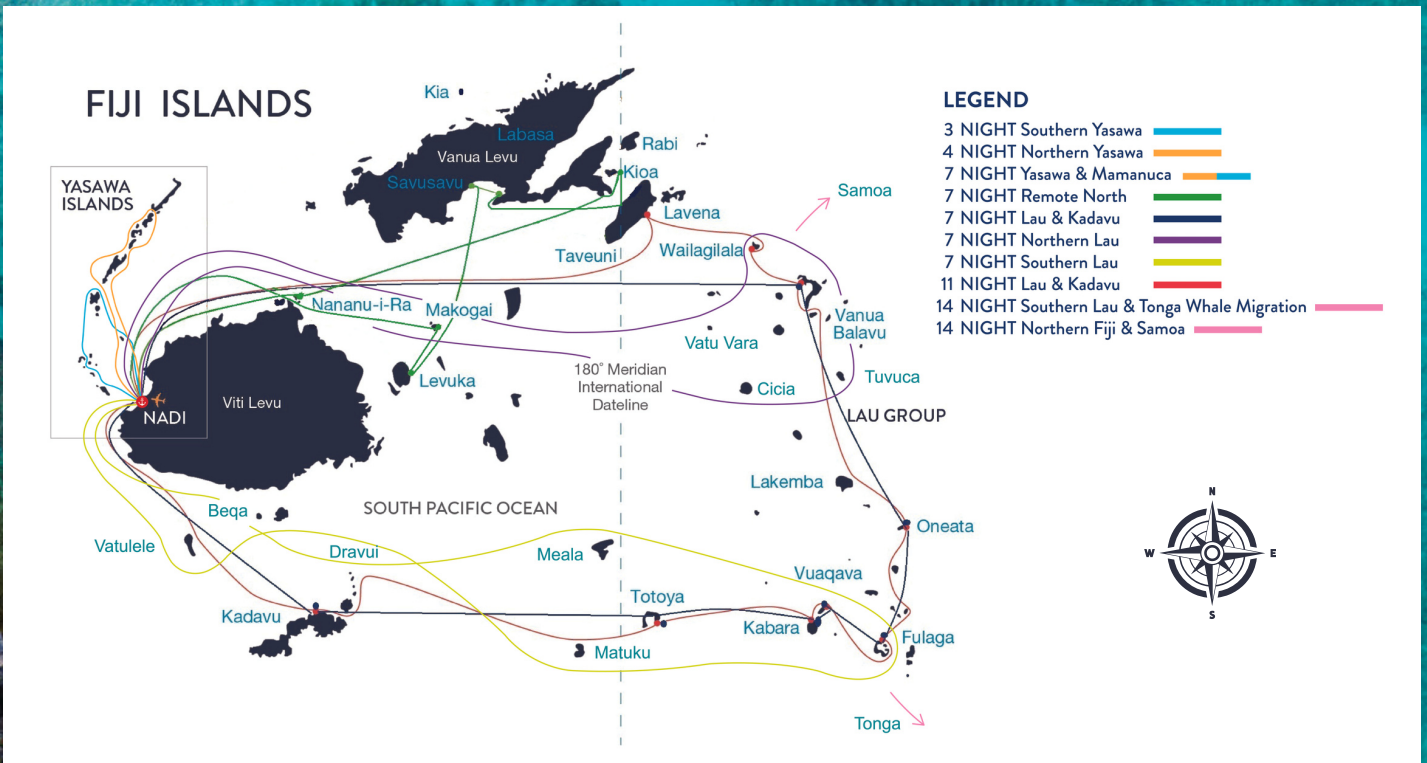 FIJI ISLANDS
Kia
Labasa
Vanua Levu
Savusavu
Rabi
Kioa
Lavena
Taveuni
Wailagilala
Samoa
YASAWA
ISLANDS
Nananu-i-Ra
Makogai
Levuka
Vanua
Balavu
Vatu Vara
180° Meridian
International
Dateline
Cicia
Tuvuca
LAU GROUP
Viti Levu
NADI
Lakemba
SOUTH PACIFIC OCEAN
Beqa
Vatulele
Dravui
Meala
Oneata
Vuaqava
Totoya
Kadavu
Kabara
Fulaga
Matuku
Tonga
LEGEND
3 NIGHT Southern Yasawa
4 NIGHT Northern Yasawa
7 NIGHT Yasawa & Mamanuca
7 NIGHT Remote North
7 NIGHT Lau & Kadavu
7 NIGHT Northern Lau
7 NIGHT Southern Lau
11 NIGHT Lau & Kadavu
14 NIGHT Southern Lau & Tonga Whale Migration
14 NIGHT Northern Fiji & Samoa
N
W
E
S